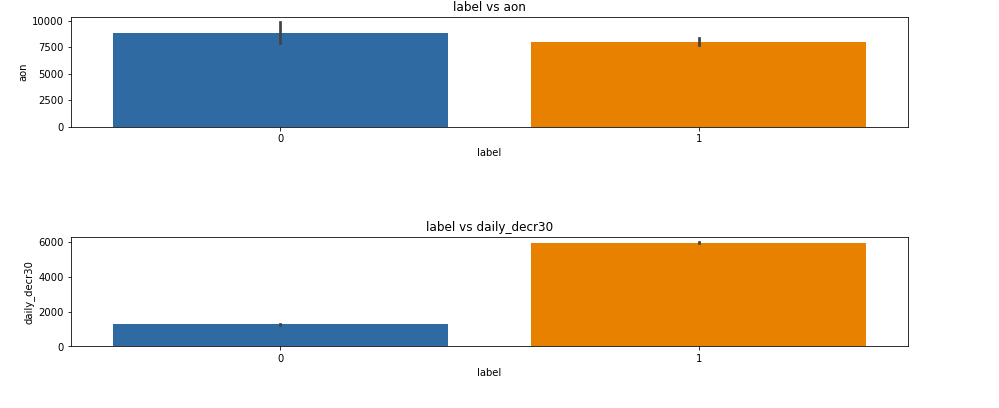 label vs aon
10000
7500
5000
2500
0
aon
0
1
label
label vs daily_decr30
6000
4000
2000
0
daily_decr30
0
1
label